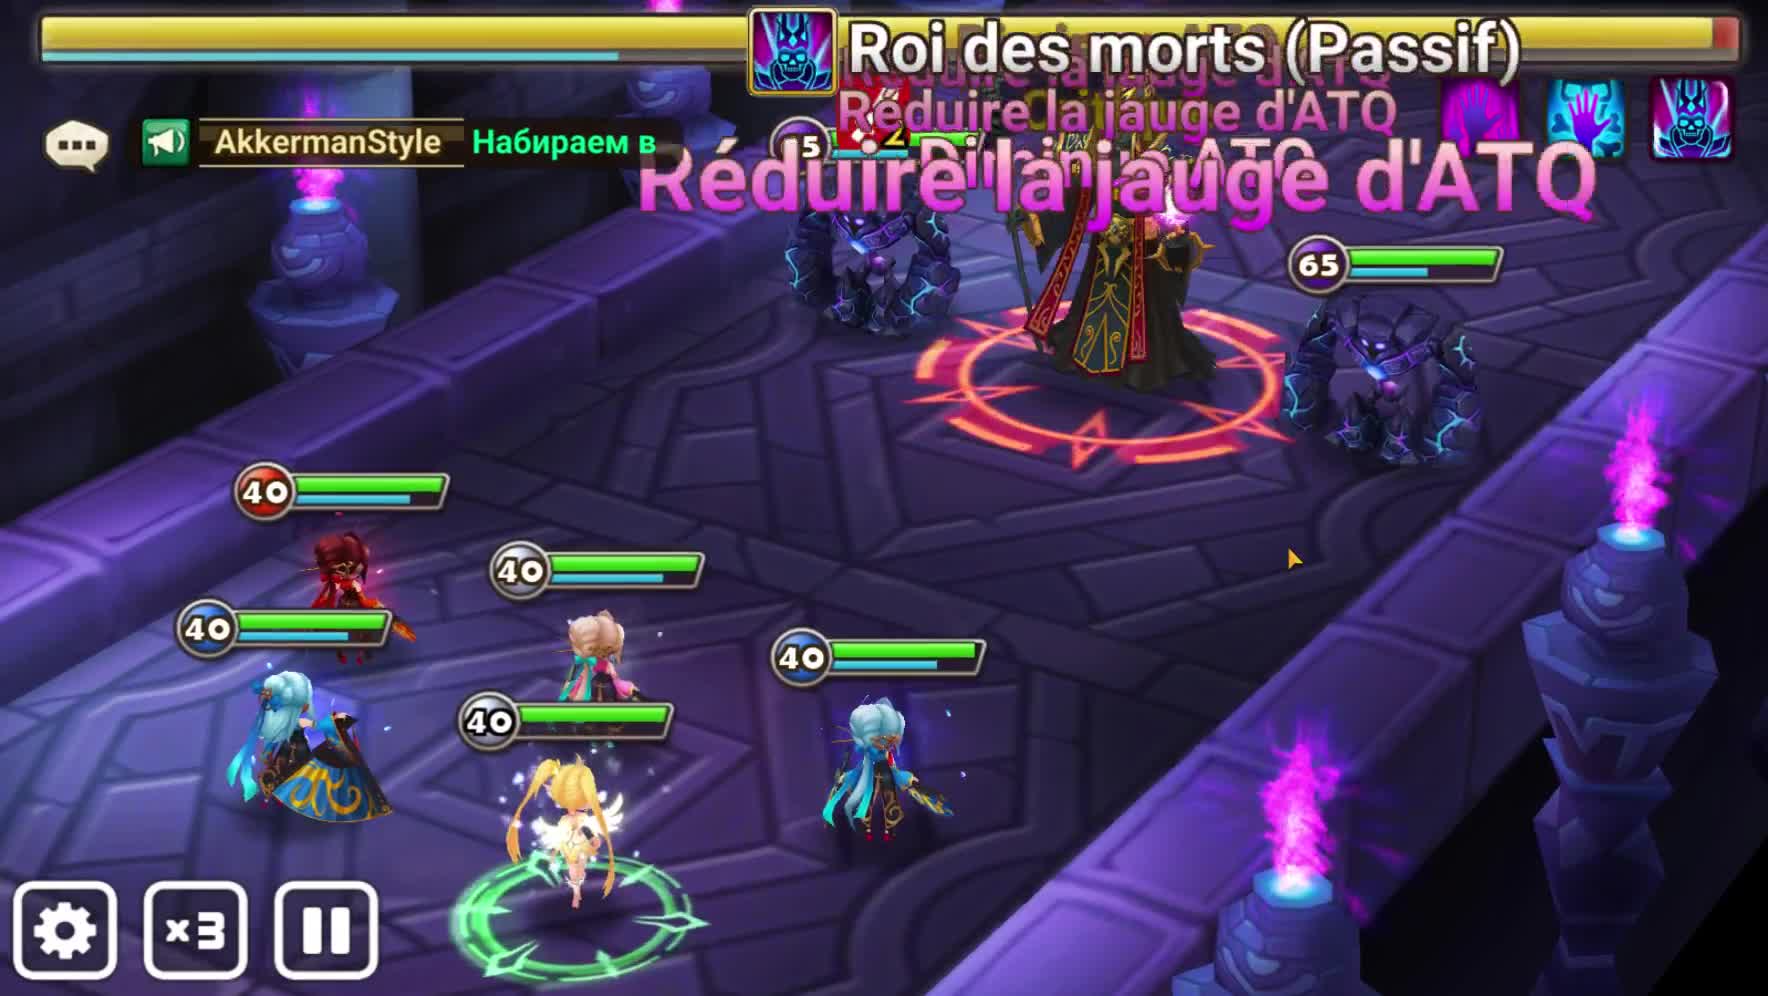 Roi des morts (Passif)
Réduire la jauge d'ATQ
AkkermanStyle Набираем в
Réduire la jauge d'ATQ
65
40
40
40
40
40
x3